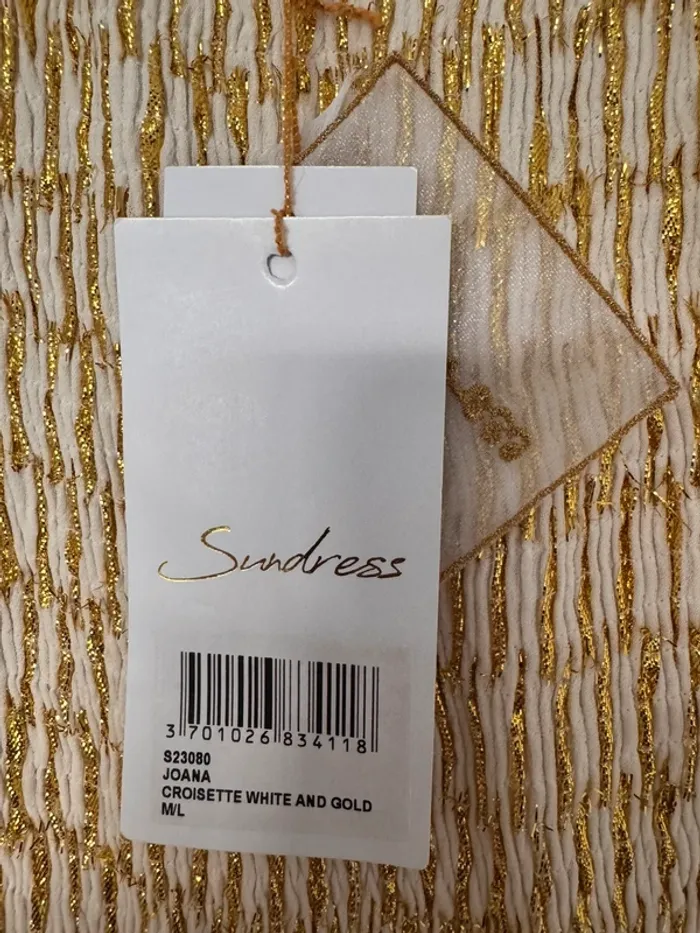 Sundress
3 701026 834118
S23080
JOANA
CROISETTE WHITE AND GOLD
M/L